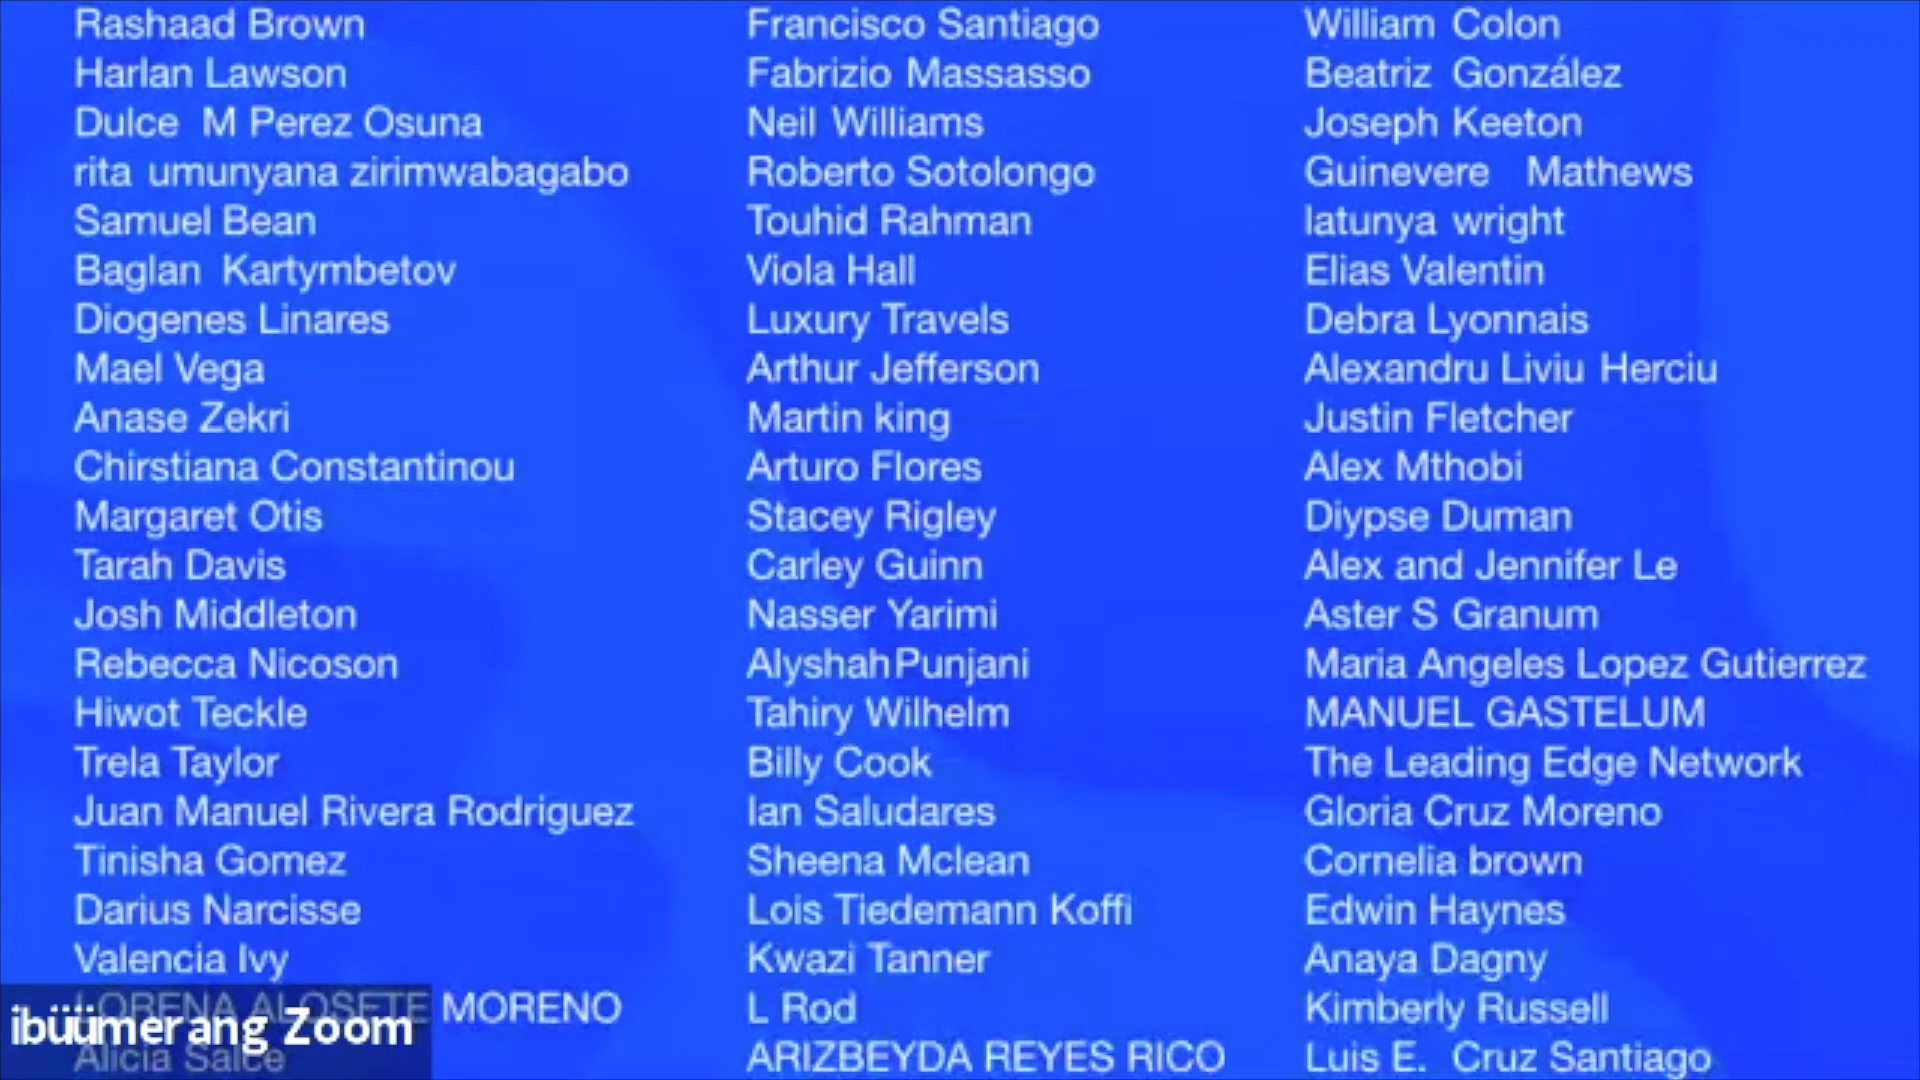 Rashaad Brown
Harlan Lawson
Dulce M Perez Osuna
rita umunyana zirimwabagabo
Samuel Bean
Baglan Kartymbetov
Diogenes Linares
Mael Vega
Anase Zekri
Chirstiana Constantinou
Margaret Otis
Tarah Davis
Josh Middleton
Rebecca Nicoson
Hiwot Teckle
Trela Taylor
Juan Manuel Rivera Rodriguez
Tinisha Gomez
Darius Narcisse
Valencia Ivy
LORENA ALOSETE MORENO
Alicia Salce
Francisco Santiago
Fabrizio Massasso
Neil Williams
Roberto Sotolongo
Touhid Rahman
Viola Hall
Luxury Travels
Arthur Jefferson
Martin king
Arturo Flores
Stacey Rigley
Carley Guinn
Nasser Yarimi
Alyshah Punjani
Tahiry Wilhelm
Billy Cook
Ian Saludares
Sheena Mclean
Lois Tiedemann Koffi
Kwazi Tanner
L Rod
ARIZBEYDA REYES RICO
William Colon
Beatriz González
Joseph Keeton
Guinevere Mathews
latunya wright
Elias Valentin
Debra Lyonnais
Alexandru Liviu Herciu
Justin Fletcher
Alex Mthobi
Diypse Duman
Alex and Jennifer Le
Aster S Granum
Maria Angeles Lopez Gutierrez
MANUEL GASTELUM
The Leading Edge Network
Gloria Cruz Moreno
Cornelia brown
Edwin Haynes
Anaya Dagny
Kimberly Russell
Luis E. Cruz Santiago
ibüümerang Zoom